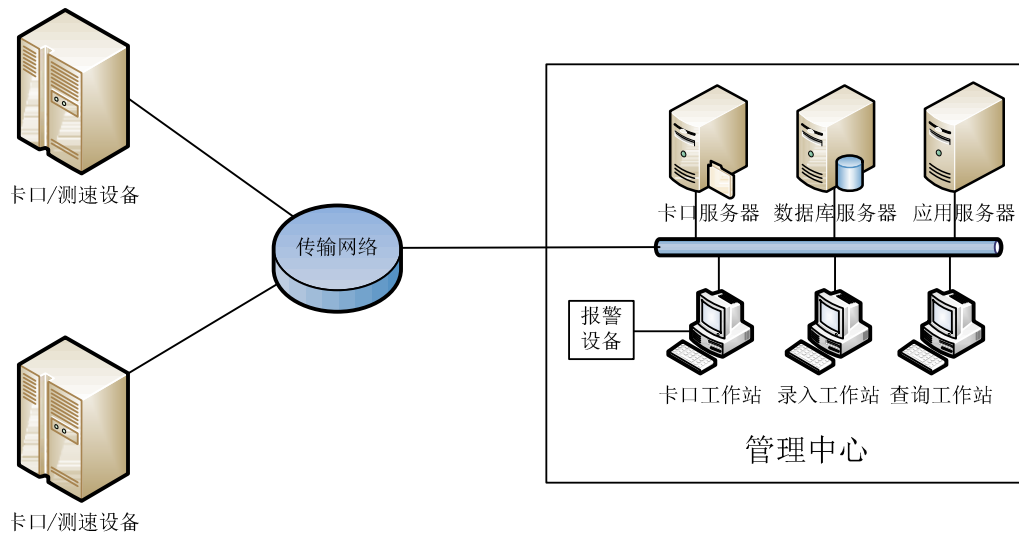 卡口/测速设备
传输网络
卡口/测速设备
卡口服务器
数据库服务器
应用服务器
报警
设备
卡口工作站
录入工作站
查询工作站
管理中心